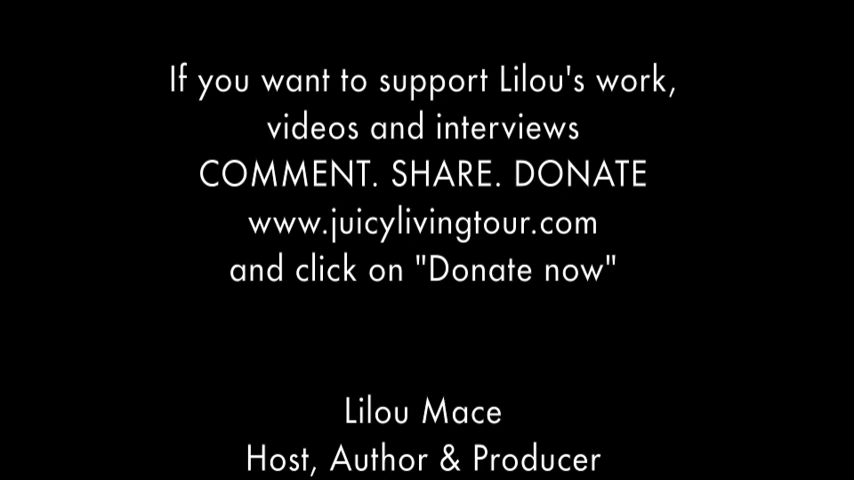 If you want to support Lilou's work,
videos and interviews
COMMENT. SHARE. DONATE
www.juicylivingtour.com
and click on "Donate now"
Lilou Mace
Host, Author & Producer